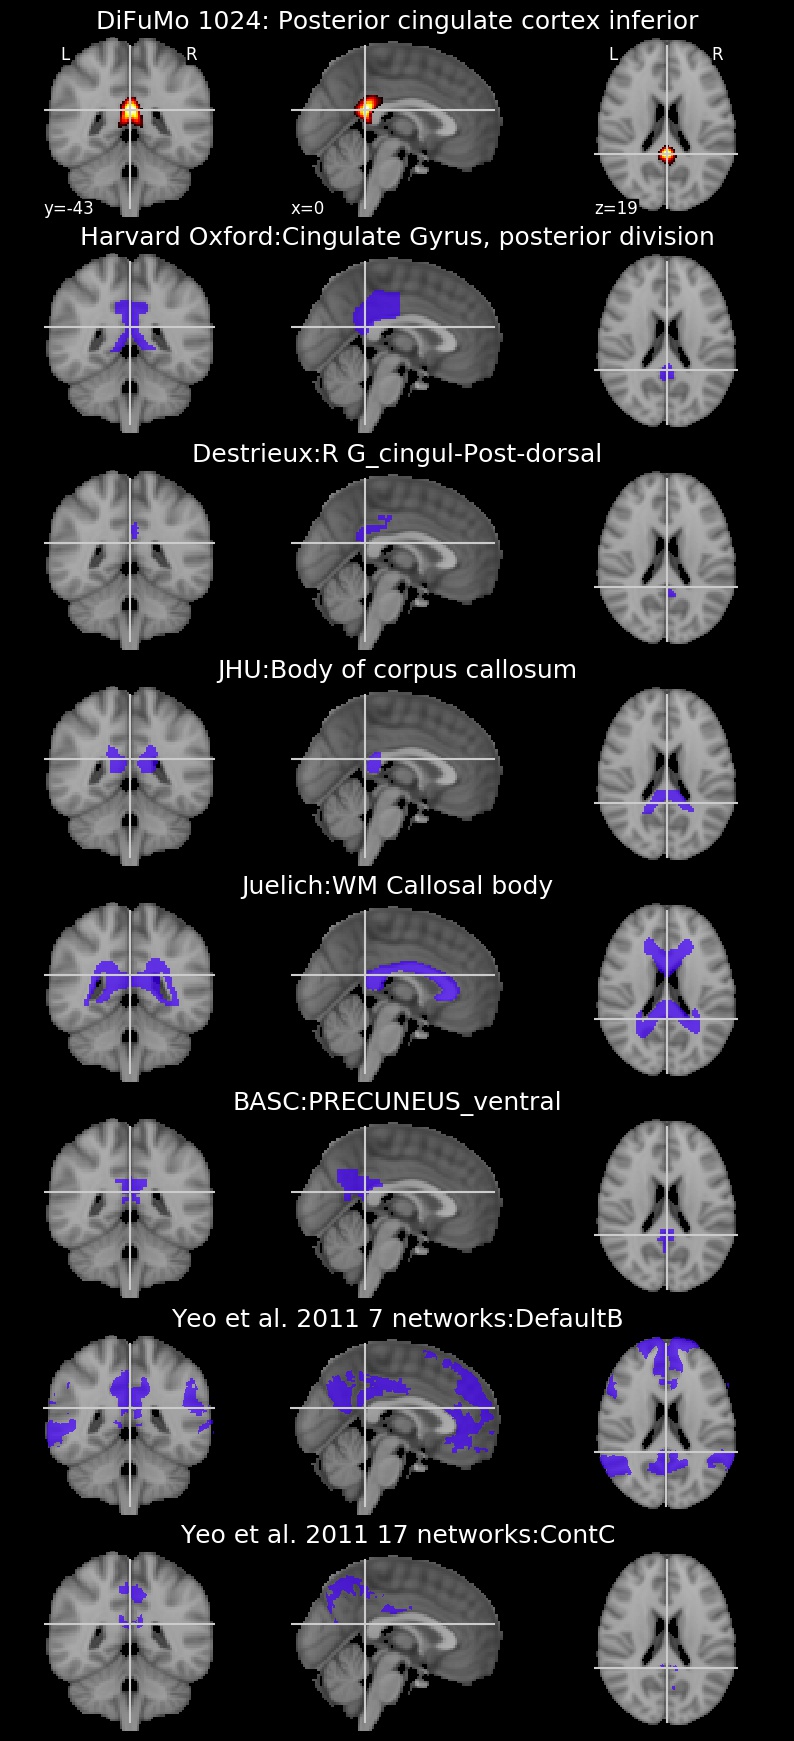 DiFuMo 1024: Posterior cingulate cortex inferior
L R L R
y=-43 x=0 z=19
Harvard Oxford:Cingulate Gyrus, posterior division
Destrieux:R G_cingul-Post-dorsal
JHU:Body of corpus callosum
Juelich:WM Callosal body
BASC:PRECUNEUS_ventral
Yeo et al. 2011 7 networks:DefaultB
Yeo et al. 2011 17 networks:ContC